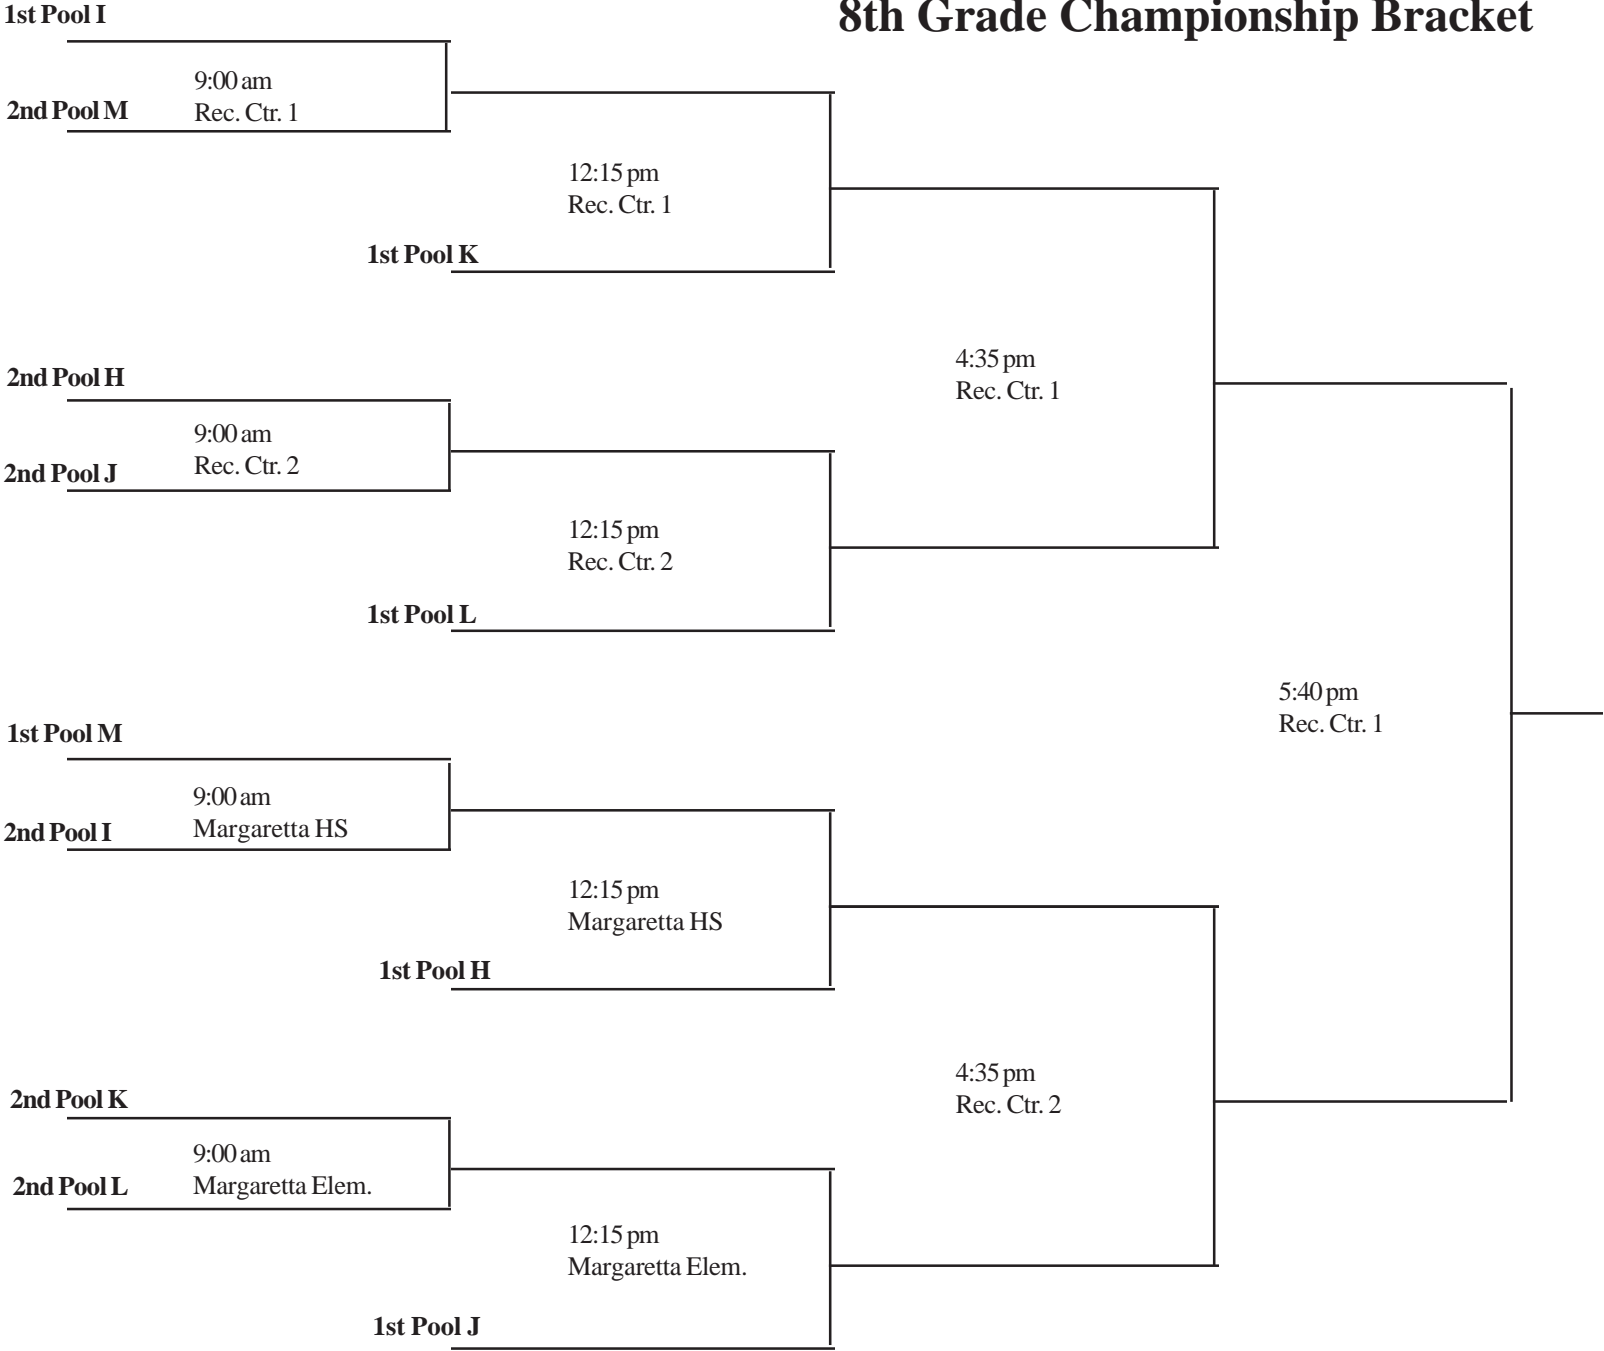 8th Grade Championship Bracket
1st Pool I
9:00 am
Rec. Ctr. 1
2nd Pool M
12:15 pm
Rec. Ctr. 1
1st Pool K
4:35 pm
Rec. Ctr. 1
2nd Pool H
9:00 am
Rec. Ctr. 2
2nd Pool J
12:15 pm
Rec. Ctr. 2
1st Pool L
5:40 pm
Rec. Ctr. 1
1st Pool M
9:00 am
Margaretta HS
2nd Pool I
12:15 pm
Margaretta HS
1st Pool H
4:35 pm
Rec. Ctr. 2
2nd Pool K
9:00 am
Margaretta Elem.
2nd Pool L
12:15 pm
Margaretta Elem.
1st Pool J